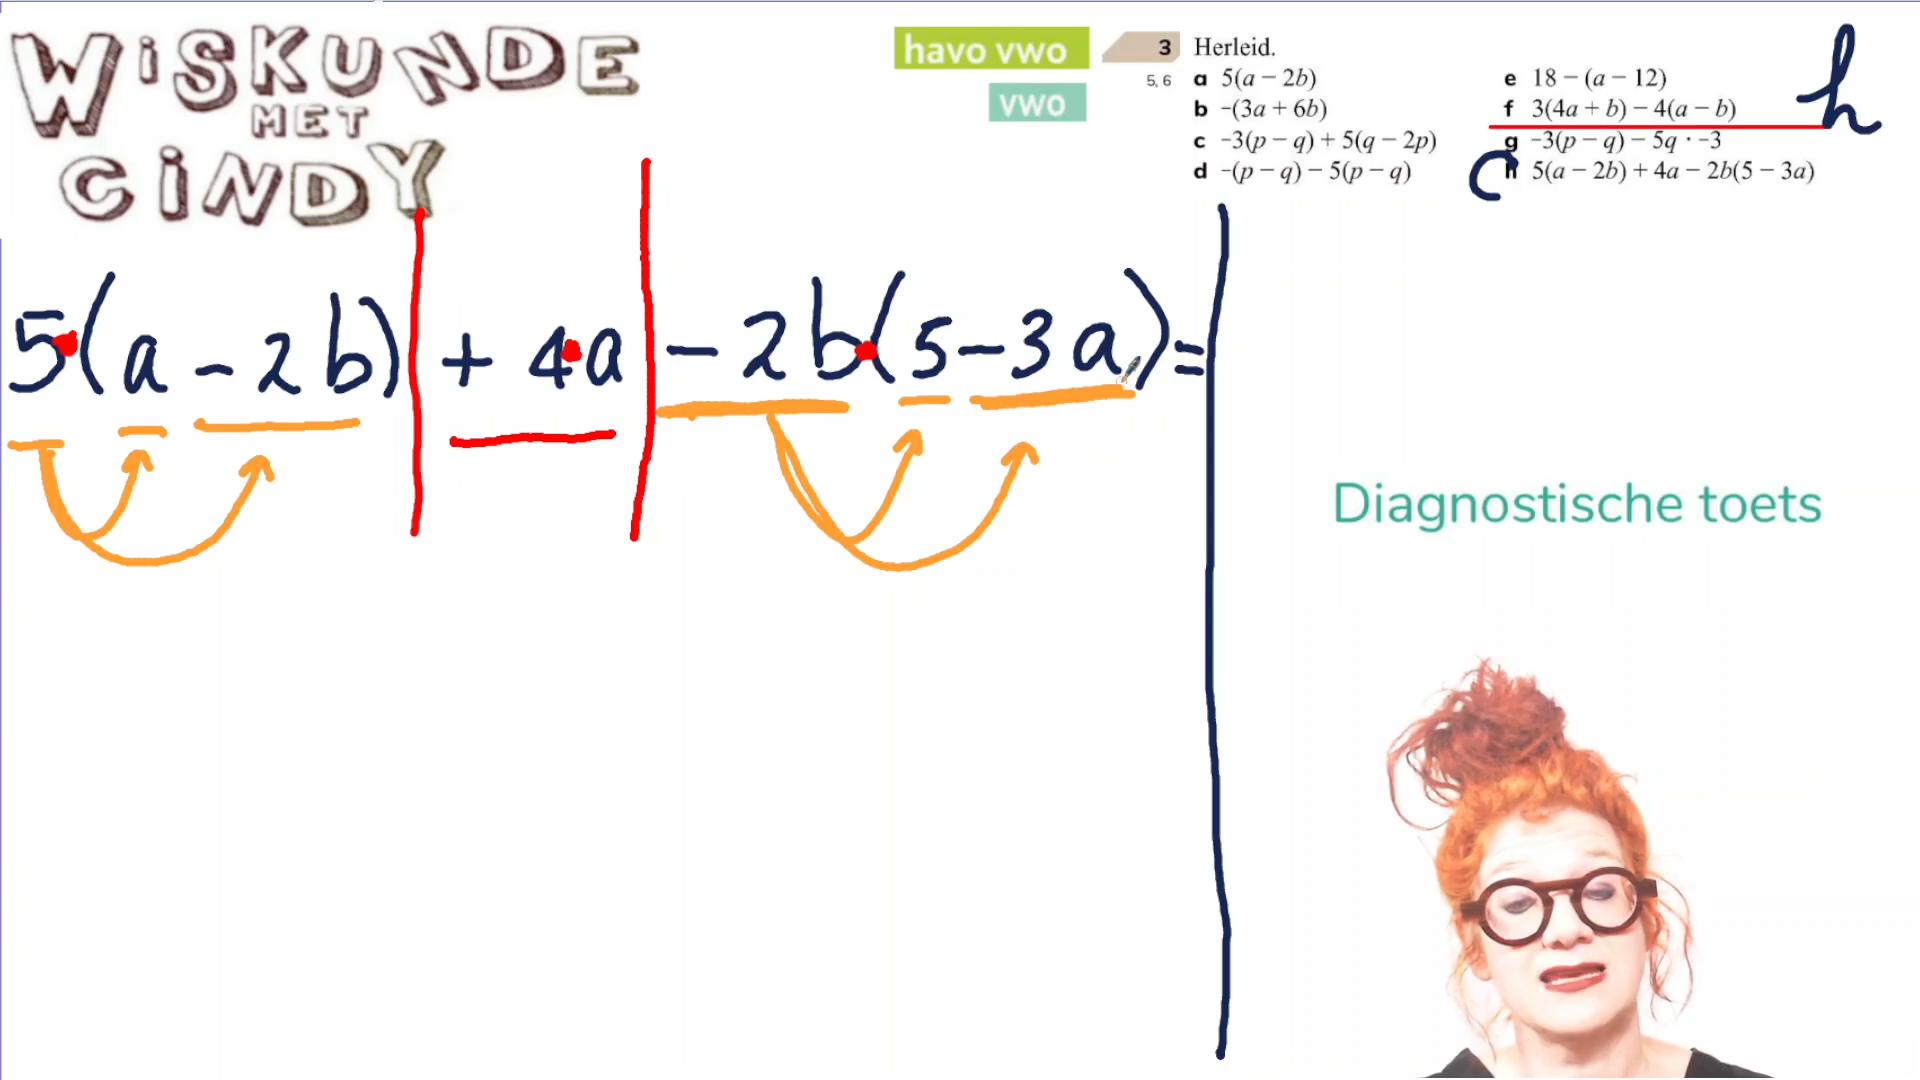 WiSKUNDE
MET
CiNDY
havo vwo
vwo
3 Herleid.
5, 6
a 5(a − 2b)
b -(3a + 6b)
c -3(p − q) + 5(q − 2p)
d -(p − q) − 5(p − q)
e 18 − (a − 12)
f 3(4a + b) − 4(a − b)
g -3(p − q) − 5q · -3
h 5(a − 2b) + 4a − 2b(5 − 3a)
h
5·(a − 2b) + 4·a − 2b·(5 − 3a) =
Diagnostische toets